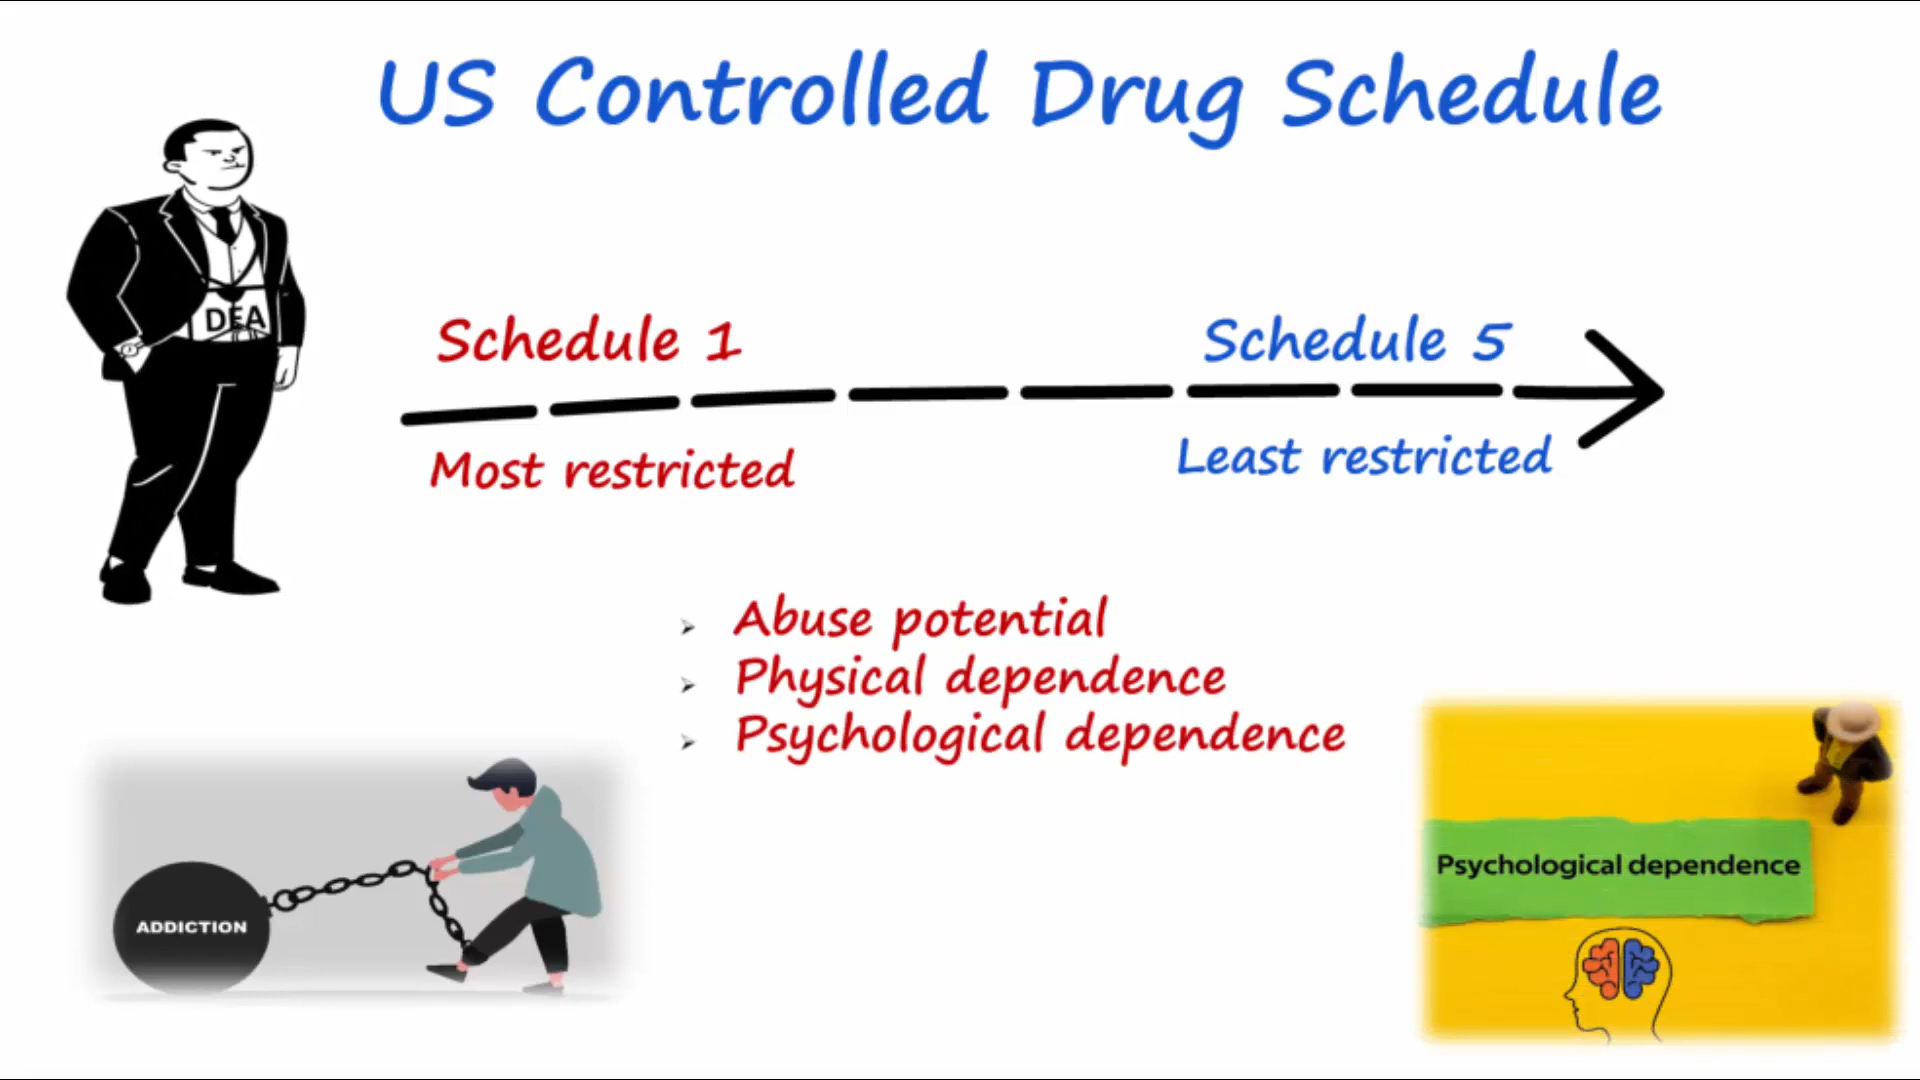 US Controlled Drug Schedule
DEA
Schedule 1
Schedule 5
Most restricted
Least restricted
Abuse potential
Physical dependence
Psychological dependence
ADDICTION
Psychological dependence